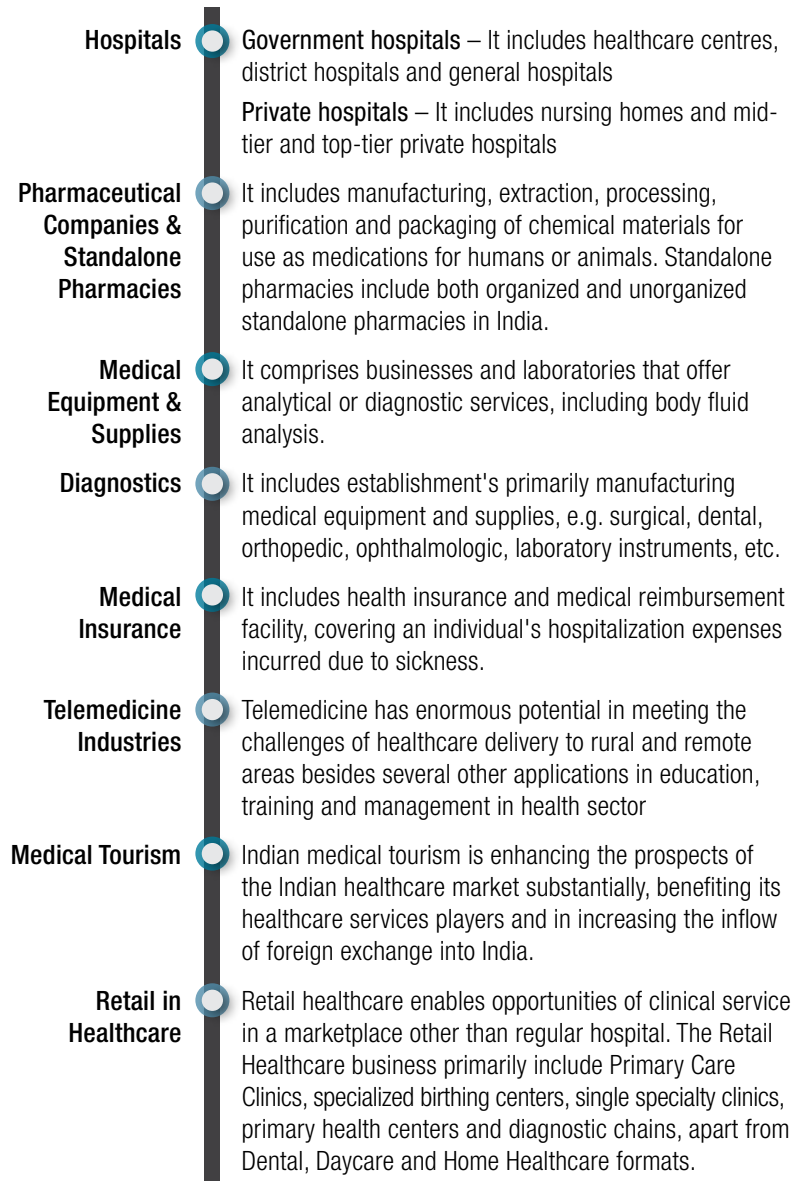 Hospitals
Government hospitals – It includes healthcare centres,
district hospitals and general hospitals
Private hospitals – It includes nursing homes and mid-
tier and top-tier private hospitals
Pharmaceutical
Companies &
Standalone
Pharmacies
It includes manufacturing, extraction, processing,
purification and packaging of chemical materials for
use as medications for humans or animals. Standalone
pharmacies include both organized and unorganized
standalone pharmacies in India.
Medical
Equipment &
Supplies
It comprises businesses and laboratories that offer
analytical or diagnostic services, including body fluid
analysis.
Diagnostics
It includes establishment's primarily manufacturing
medical equipment and supplies, e.g. surgical, dental,
orthopedic, ophthalmologic, laboratory instruments, etc.
Medical
Insurance
It includes health insurance and medical reimbursement
facility, covering an individual's hospitalization expenses
incurred due to sickness.
Telemedicine
Industries
Telemedicine has enormous potential in meeting the
challenges of healthcare delivery to rural and remote
areas besides several other applications in education,
training and management in health sector
Medical Tourism
Indian medical tourism is enhancing the prospects of
the Indian healthcare market substantially, benefiting its
healthcare services players and in increasing the inflow
of foreign exchange into India.
Retail in
Healthcare
Retail healthcare enables opportunities of clinical service
in a marketplace other than regular hospital. The Retail
Healthcare business primarily include Primary Care
Clinics, specialized birthing centers, single specialty clinics,
primary health centers and diagnostic chains, apart from
Dental, Daycare and Home Healthcare formats.